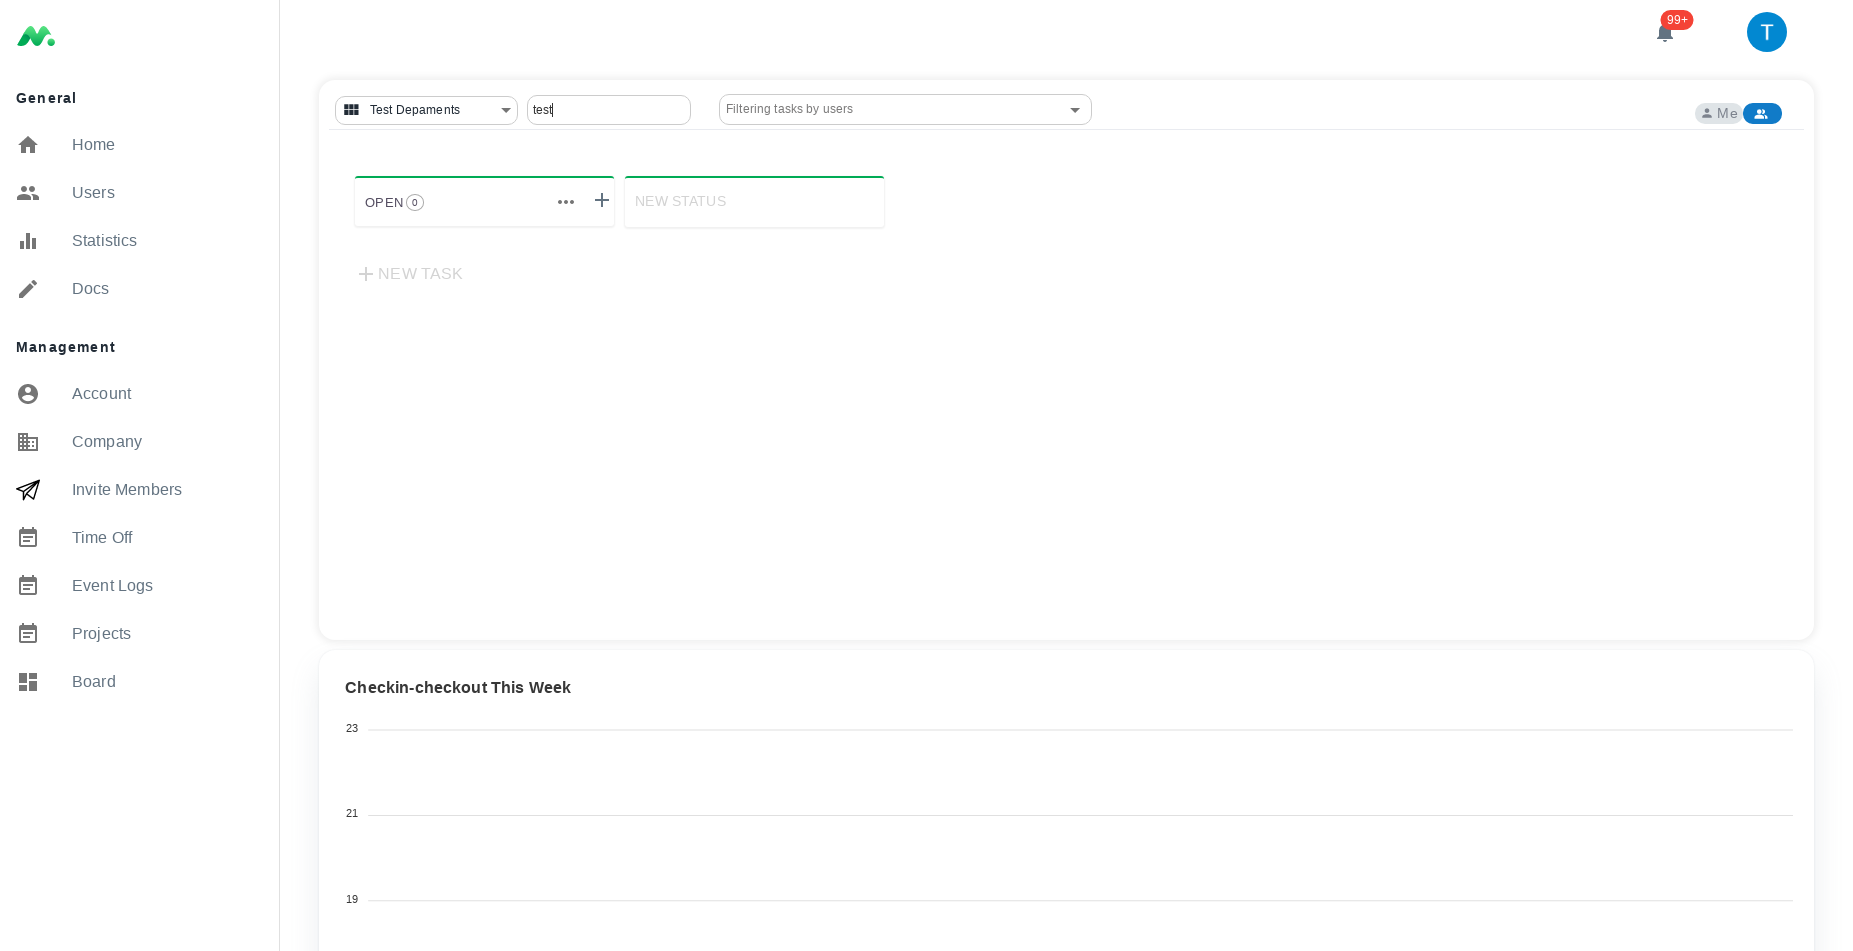 99+
T
General
Home
Users
Statistics
Docs
Management
Account
Company
Invite Members
Time Off
Event Logs
Projects
Board
Test Depaments
test
Filtering tasks by users
Me
OPEN 0
NEW STATUS
NEW TASK
Checkin-checkout This Week
23
21
19